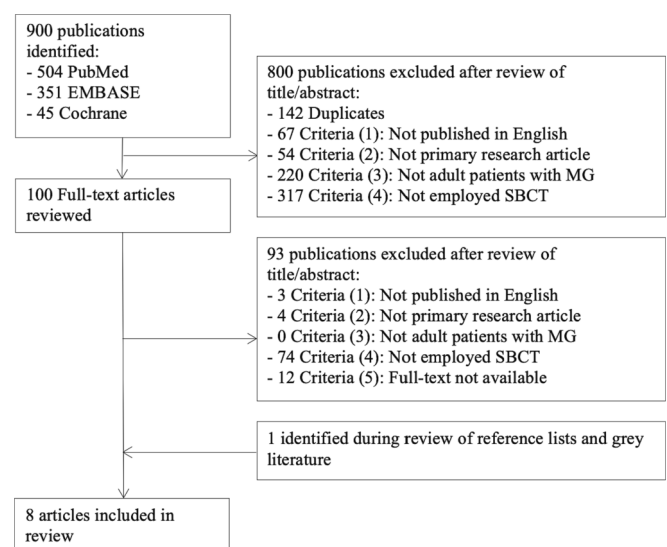 900 publications
identified:
- 504 PubMed
- 351 EMBASE
- 45 Cochrane
800 publications excluded after review of
title/abstract:
- 142 Duplicates
- 67 Criteria (1): Not published in English
- 54 Criteria (2): Not primary research article
- 220 Criteria (3): Not adult patients with MG
- 317 Criteria (4): Not employed SBCT
100 Full-text articles
reviewed
93 publications excluded after review of
title/abstract:
- 3 Criteria (1): Not published in English
- 4 Criteria (2): Not primary research article
- 0 Criteria (3): Not adult patients with MG
- 74 Criteria (4): Not employed SBCT
- 12 Criteria (5): Full-text not available
1 identified during review of reference lists and grey
literature
8 articles included in
review